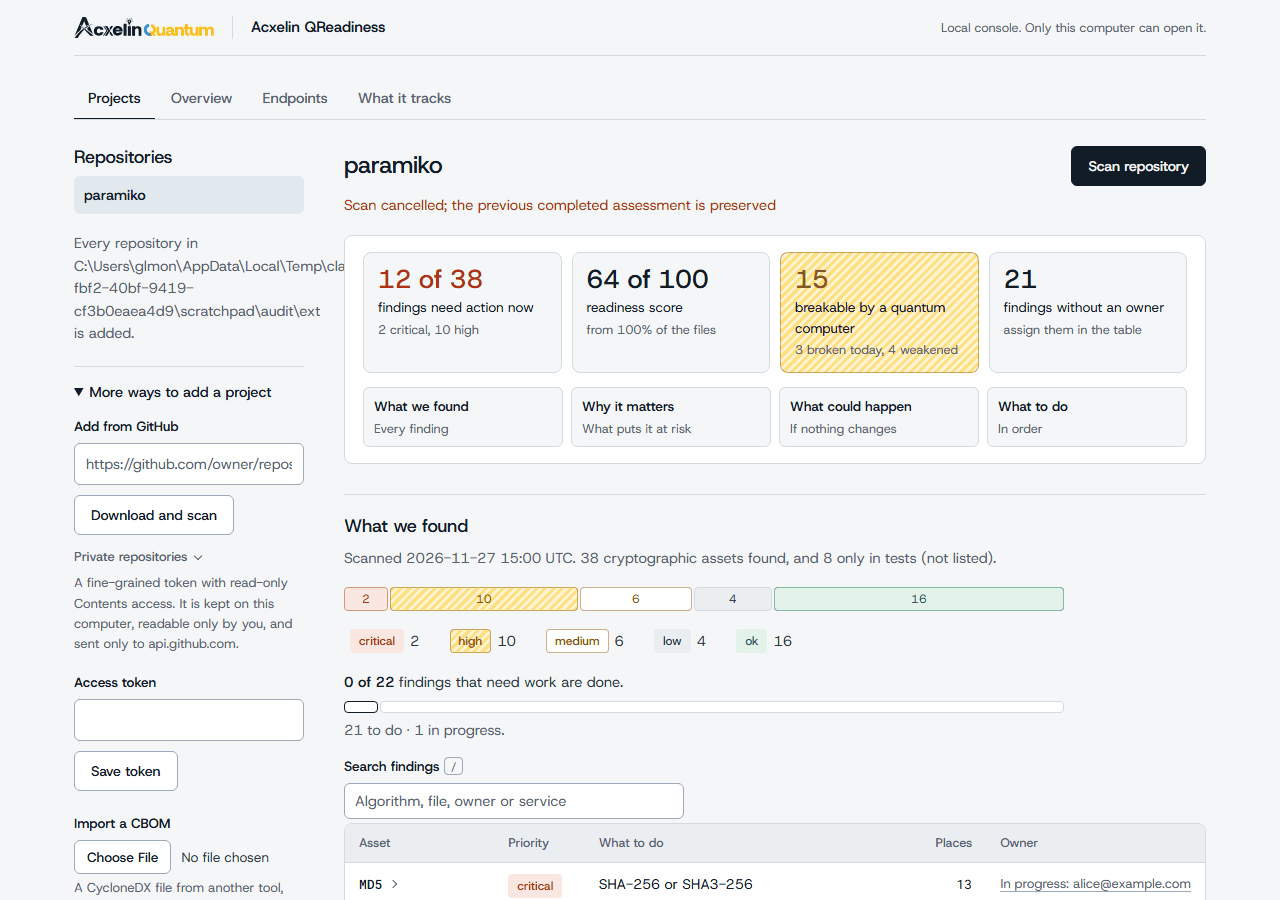 Acxelin Quantum
Acxelin QReadiness
Local console. Only this computer can open it.
Projects
Overview
Endpoints
What it tracks
Repositories
paramiko
Every repository in
C:\Users\glmon\AppData\Local\Temp\cla
fbf2-40bf-9419-
cf3b0eaea4d9\scratchpad\audit\ext
is added.
More ways to add a project
Add from GitHub
https://github.com/owner/repos
Download and scan
Private repositories
A fine-grained token with read-only
Contents access. It is kept on this
computer, readable only by you, and
sent only to api.github.com.
Access token
Save token
Import a CBOM
Choose File No file chosen
A CycloneDX file from another tool,
paramiko
Scan repository
Scan cancelled; the previous completed assessment is preserved
12 of 38
findings need action now
2 critical, 10 high
64 of 100
readiness score
from 100% of the files
15
breakable by a quantum
computer
3 broken today, 4 weakened
21
findings without an owner
assign them in the table
What we found
Every finding
Why it matters
What puts it at risk
What could happen
If nothing changes
What to do
In order
What we found
Scanned 2026-11-27 15:00 UTC. 38 cryptographic assets found, and 8 only in tests (not listed).
2 10 6 4 16
critical 2 high 10 medium 6 low 4 ok 16
0 of 22 findings that need work are done.
21 to do · 1 in progress.
Search findings /
Algorithm, file, owner or service
Asset Priority What to do Places Owner
MD5 critical SHA-256 or SHA3-256 13 In progress: alice@example.com